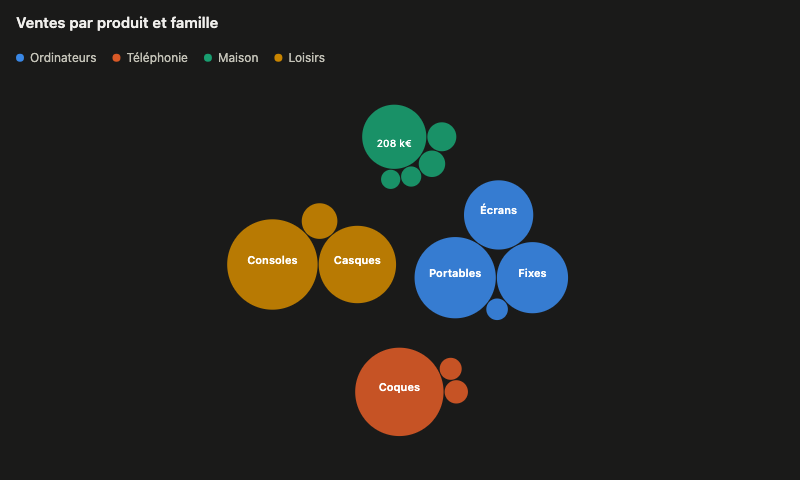 Ventes par produit et famille
Ordinateurs Téléphonie Maison Loisirs
208 k€
Écrans
Consoles Casques
Portables Fixes
Coques